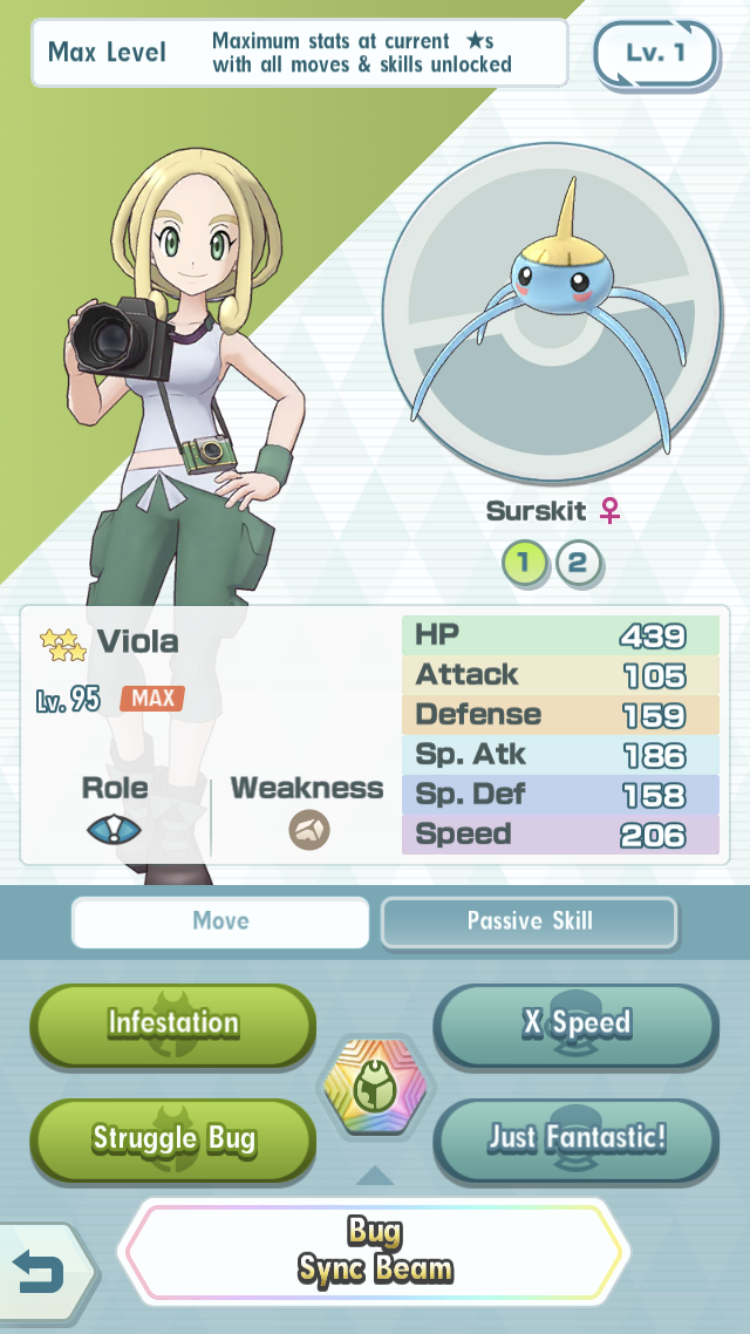 Max Level
Maximum stats at current ★s
with all moves & skills unlocked
Lv. 1
Surskit ♀
1 2
Viola
Lv. 95 MAX
Role
Weakness
HP 439
Attack 105
Defense 159
Sp. Atk 186
Sp. Def 158
Speed 206
Move
Passive Skill
Infestation
X Speed
Struggle Bug
Just Fantastic!
Bug
Sync Beam